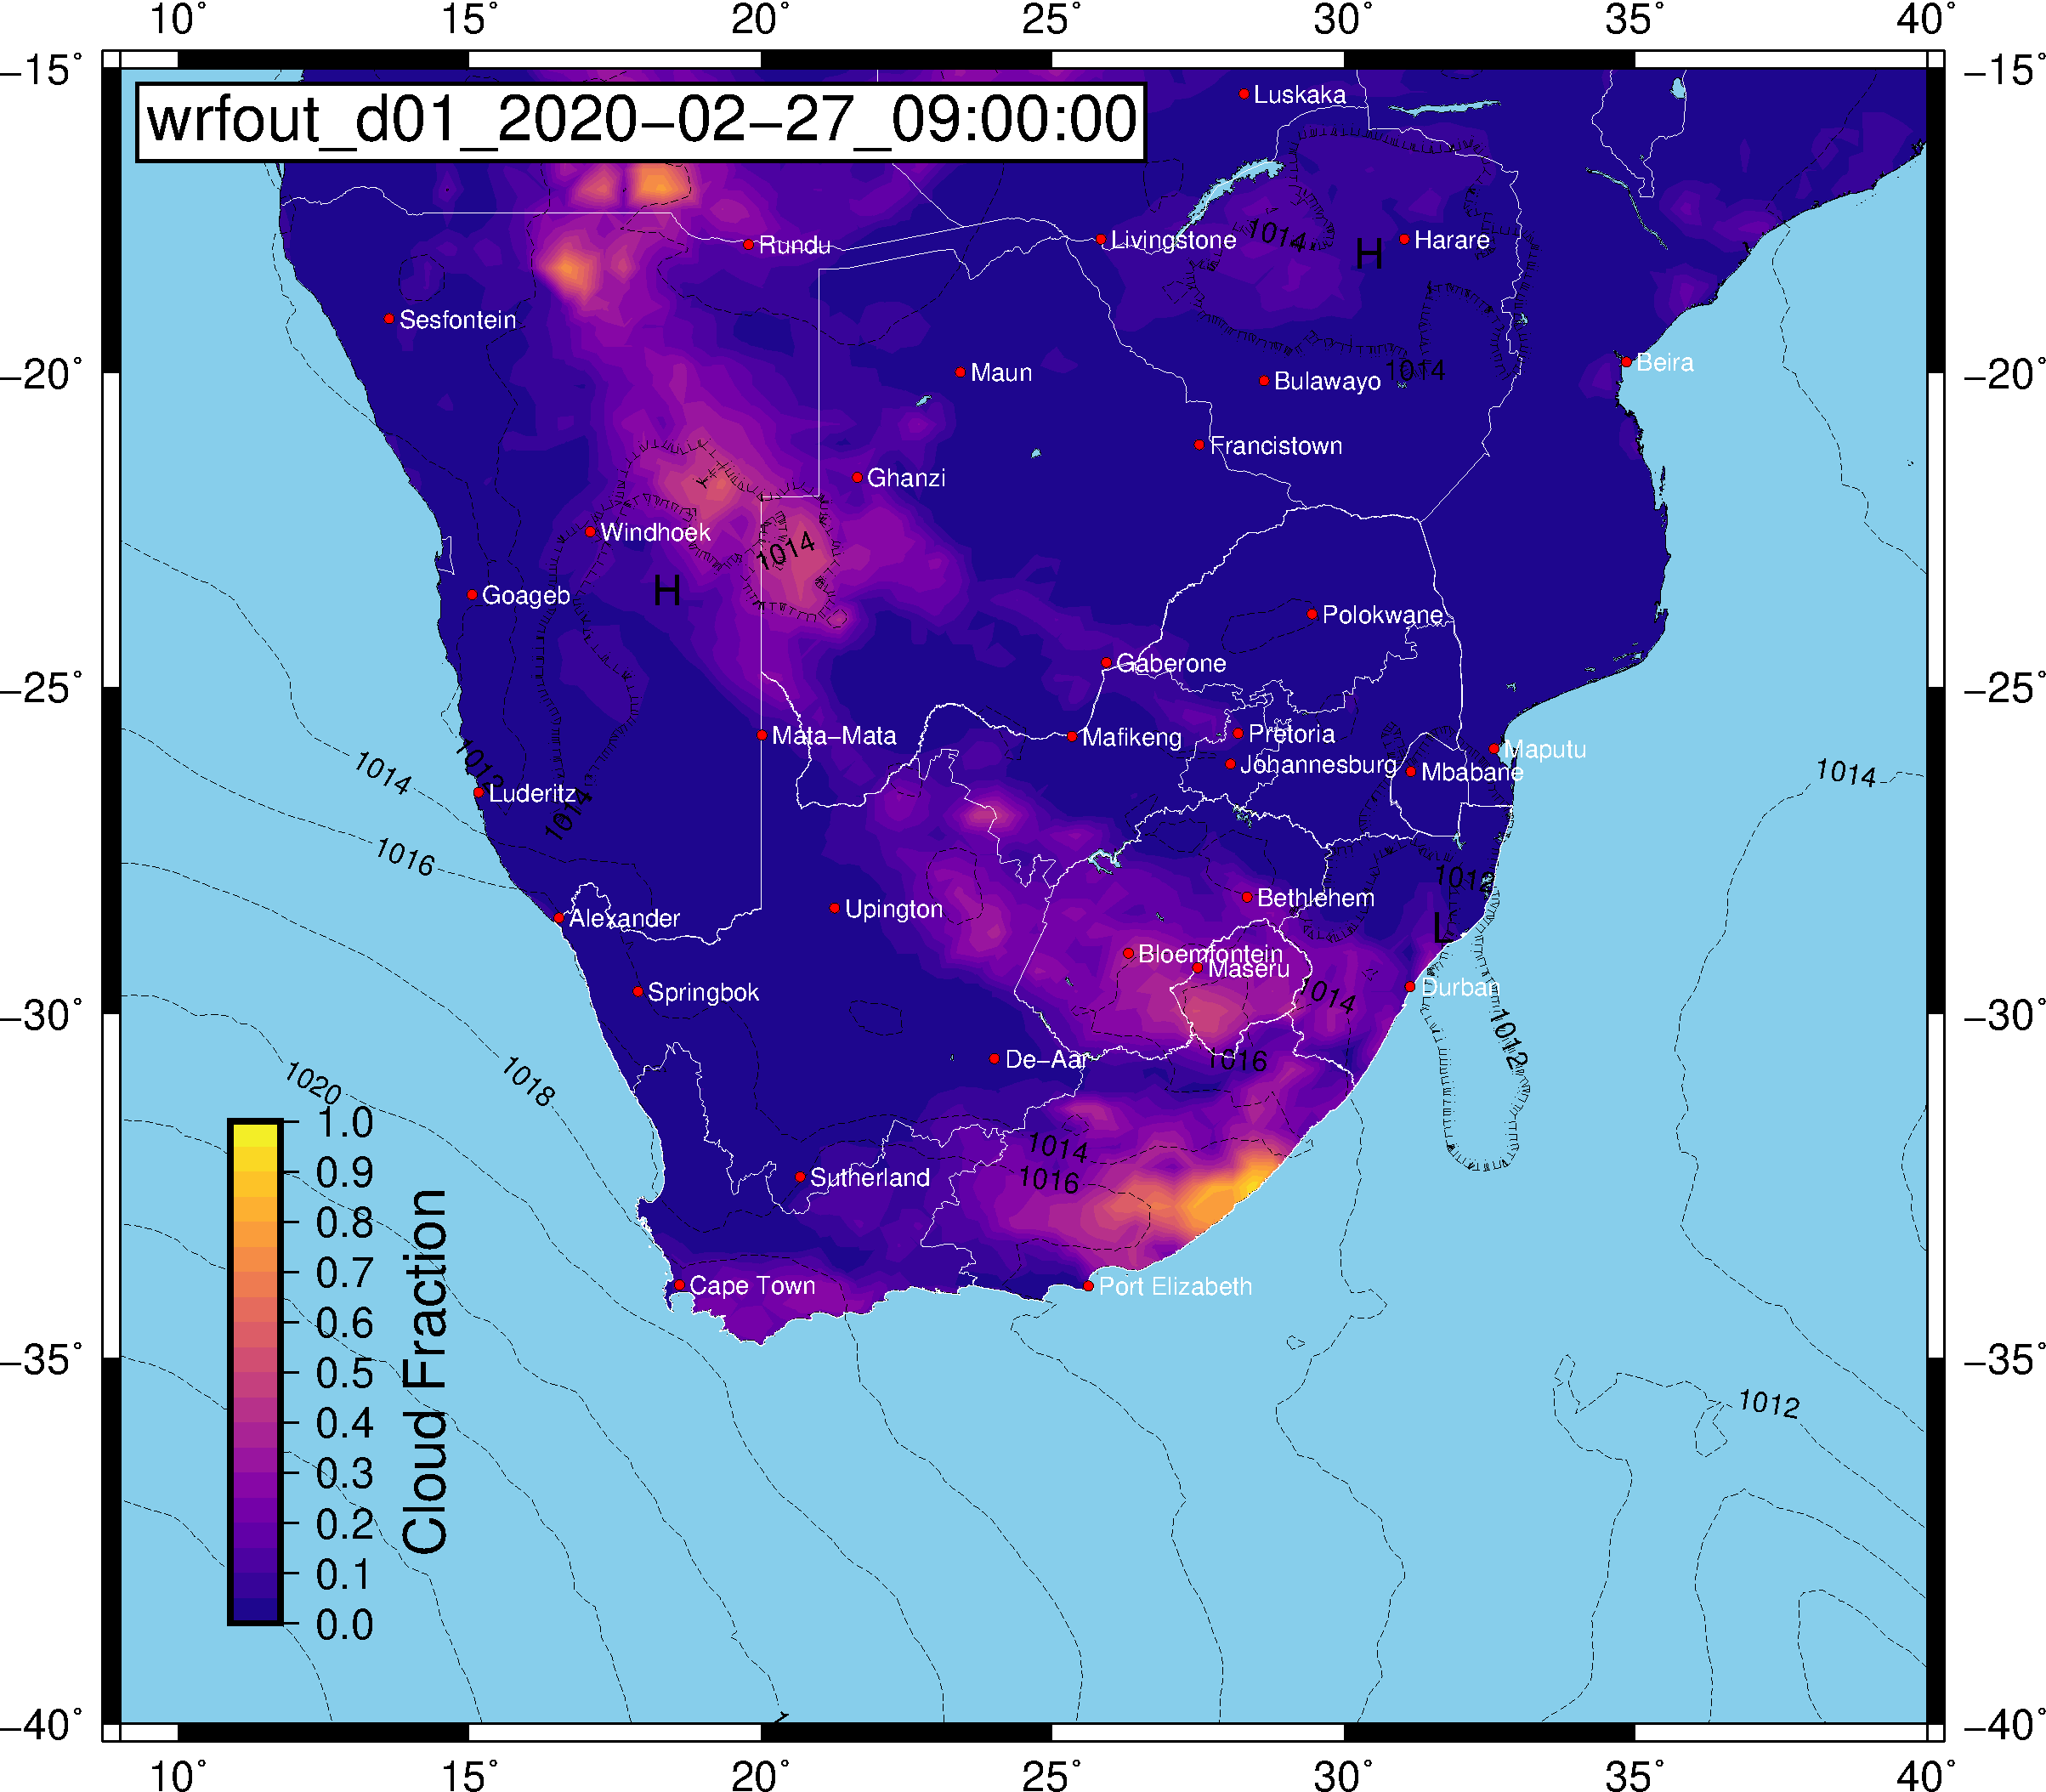 10° 15° 20° 25° 30° 35° 40°
−15° −15°
wrfout_d01_2020−02−27_09:00:00
Luskaka
Rundu
Livingstone
1014
H
Harare
Sesfontein
−20° −20°
Maun
Bulawayo
1014
Beira
Francistown
Ghanzi
Windhoek
1014
H
Goageb
Polokwane
Gaberone
−25° −25°
Mata−Mata
Mafikeng
Pretoria
Johannesburg
Mbabane
Maputu
1014
1012
1014
Luderitz
1014
1016
1012
Alexander
Upington
Bethlehem
L
Bloemfontein
Maseru
Springbok
1014
Durban
−30° −30°
1012
De−Aar
1016
1020
1018
1014
1016
Sutherland
Cape Town
Port Elizabeth
−35° −35°
1012
1.0
0.9
0.8
0.7
0.6
0.5
0.4
0.3
0.2
0.1
0.0
Cloud Fraction
−40° −40°
10° 15° 20° 25° 30° 35° 40°